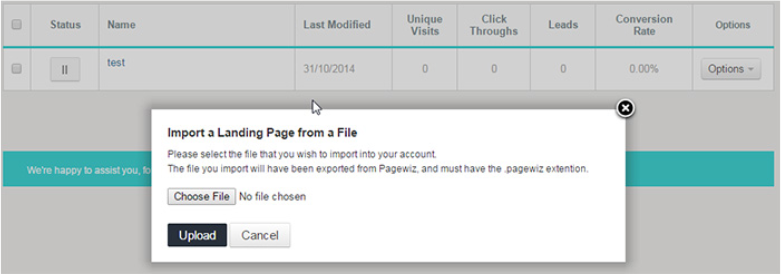 Status Name Last Modified Unique Visits Click Throughs Leads Conversion Rate Options
II test 31/10/2014 0 0 0 0.00% Options
Import a Landing Page from a File
Please select the file that you wish to import into your account.
The file you import will have been exported from Pagewiz, and must have the .pagewiz extention.
We're happy to assist you, fo
Choose File No file chosen
Upload Cancel